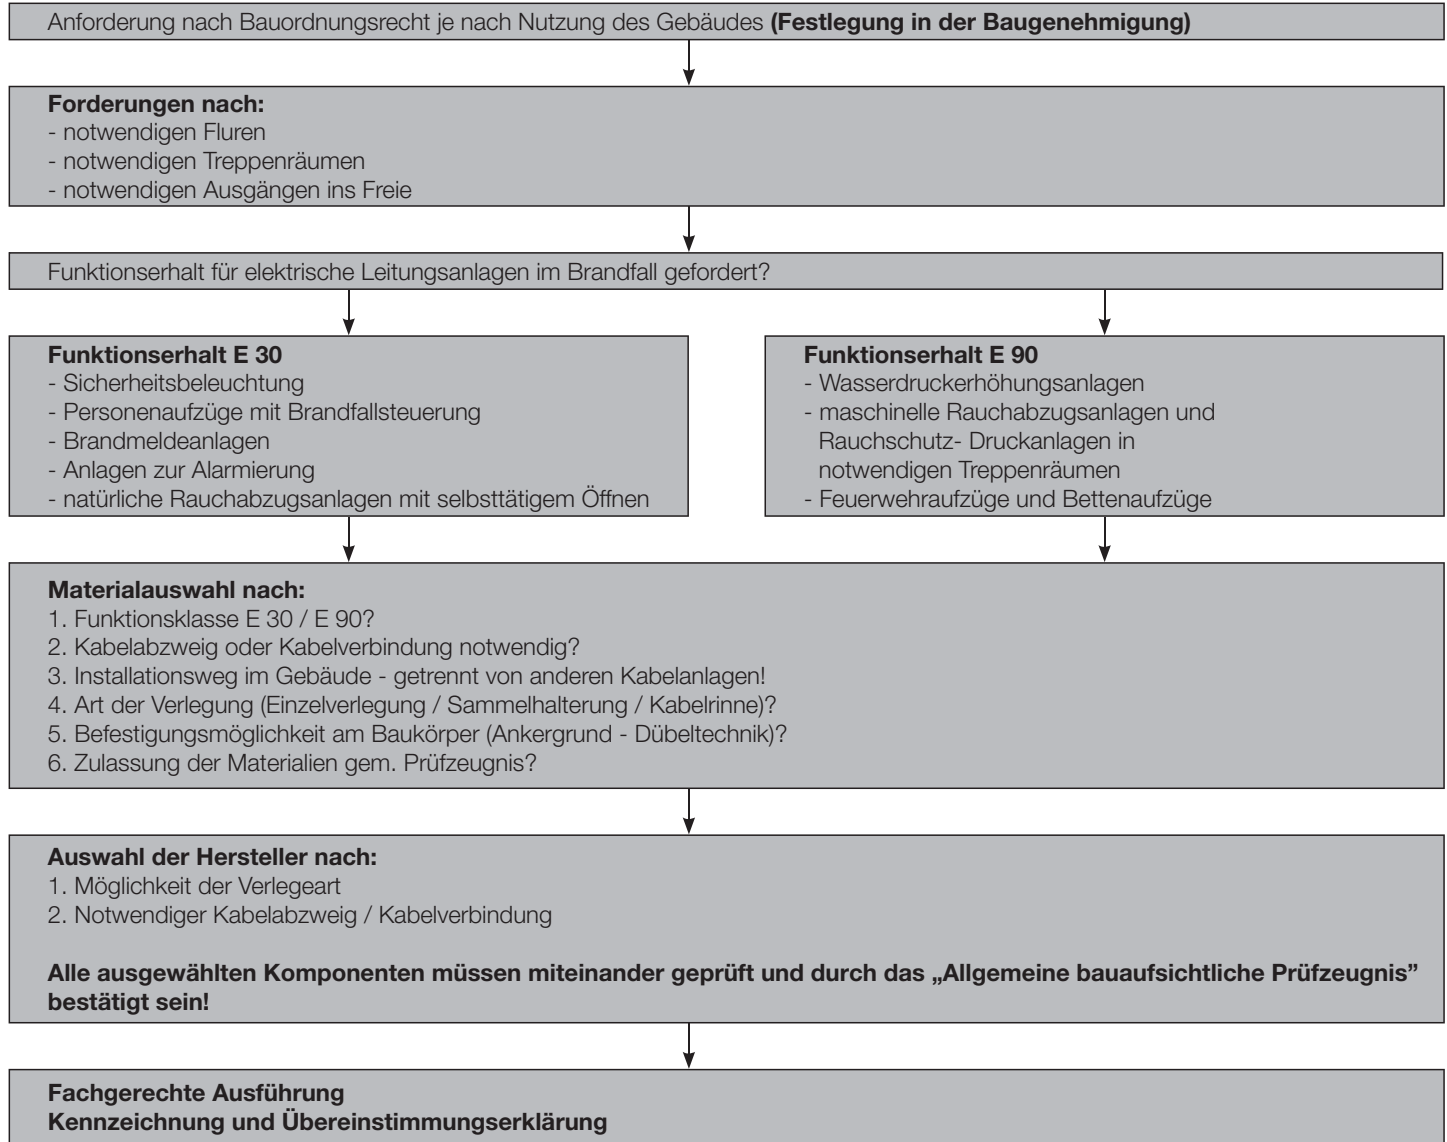 Anforderung nach Bauordnungsrecht je nach Nutzung des Gebäudes (Festlegung in der Baugenehmigung)
Forderungen nach:
- notwendigen Fluren
- notwendigen Treppenräumen
- notwendigen Ausgängen ins Freie
Funktionserhalt für elektrische Leitungsanlagen im Brandfall gefordert?
Funktionserhalt E 30
- Sicherheitsbeleuchtung
- Personenaufzüge mit Brandfallsteuerung
- Brandmeldeanlagen
- Anlagen zur Alarmierung
- natürliche Rauchabzugsanlagen mit selbsttätigem Öffnen
Funktionserhalt E 90
- Wasserdruckerhöhungsanlagen
- maschinelle Rauchabzugsanlagen und
Rauchschutz- Druckanlagen in
notwendigen Treppenräumen
- Feuerwehraufzüge und Bettenaufzüge
Materialauswahl nach:
1. Funktionsklasse E 30 / E 90?
2. Kabelabzweig oder Kabelverbindung notwendig?
3. Installationsweg im Gebäude - getrennt von anderen Kabelanlagen!
4. Art der Verlegung (Einzelverlegung / Sammelhalterung / Kabelrinne)?
5. Befestigungsmöglichkeit am Baukörper (Ankergrund - Dübeltechnik)?
6. Zulassung der Materialien gem. Prüfzeugnis?
Auswahl der Hersteller nach:
1. Möglichkeit der Verlegeart
2. Notwendiger Kabelabzweig / Kabelverbindung
Alle ausgewählten Komponenten müssen miteinander geprüft und durch das „Allgemeine bauaufsichtliche Prüfzeugnis”
bestätigt sein!
Fachgerechte Ausführung
Kennzeichnung und Übereinstimmungserklärung